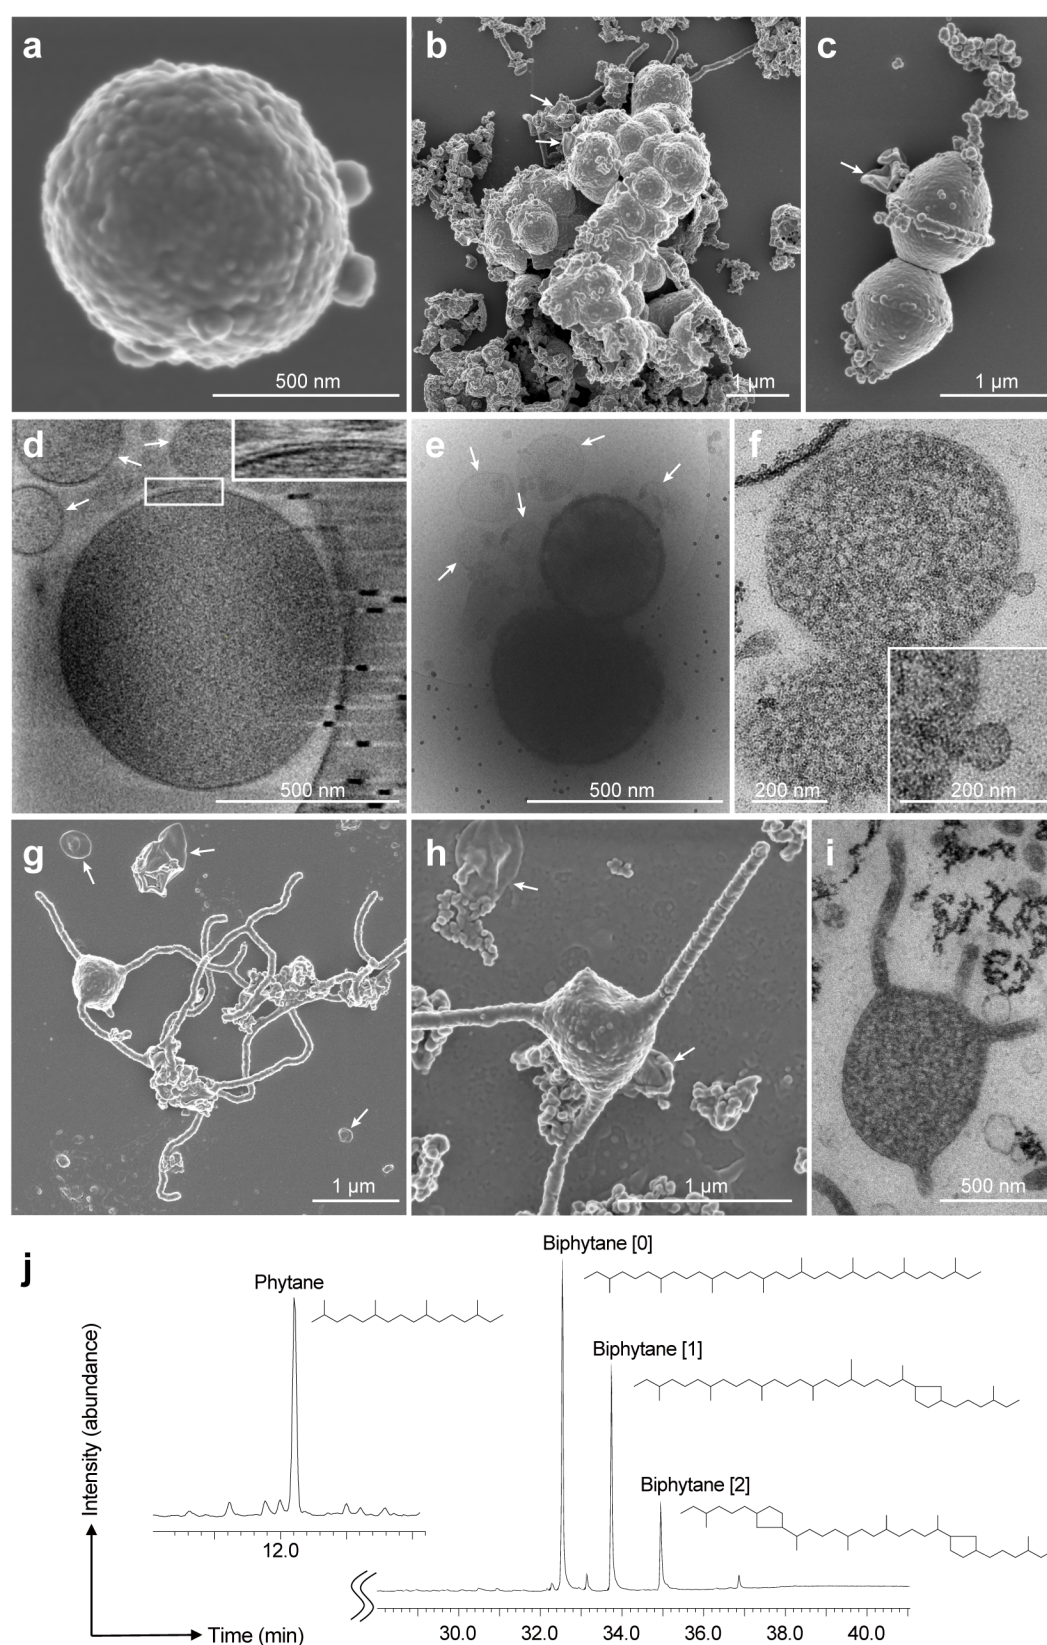 a
b
c
500 nm
1 µm
1 µm
d
e
f
500 nm
500 nm
200 nm
200 nm
g
h
i
1 µm
1 µm
500 nm
j
Biphytane [0]
Phytane
Biphytane [1]
Biphytane [2]
Intensity (abundance)
12.0
30.0 32.0 34.0 36.0 38.0 40.0
Time (min)